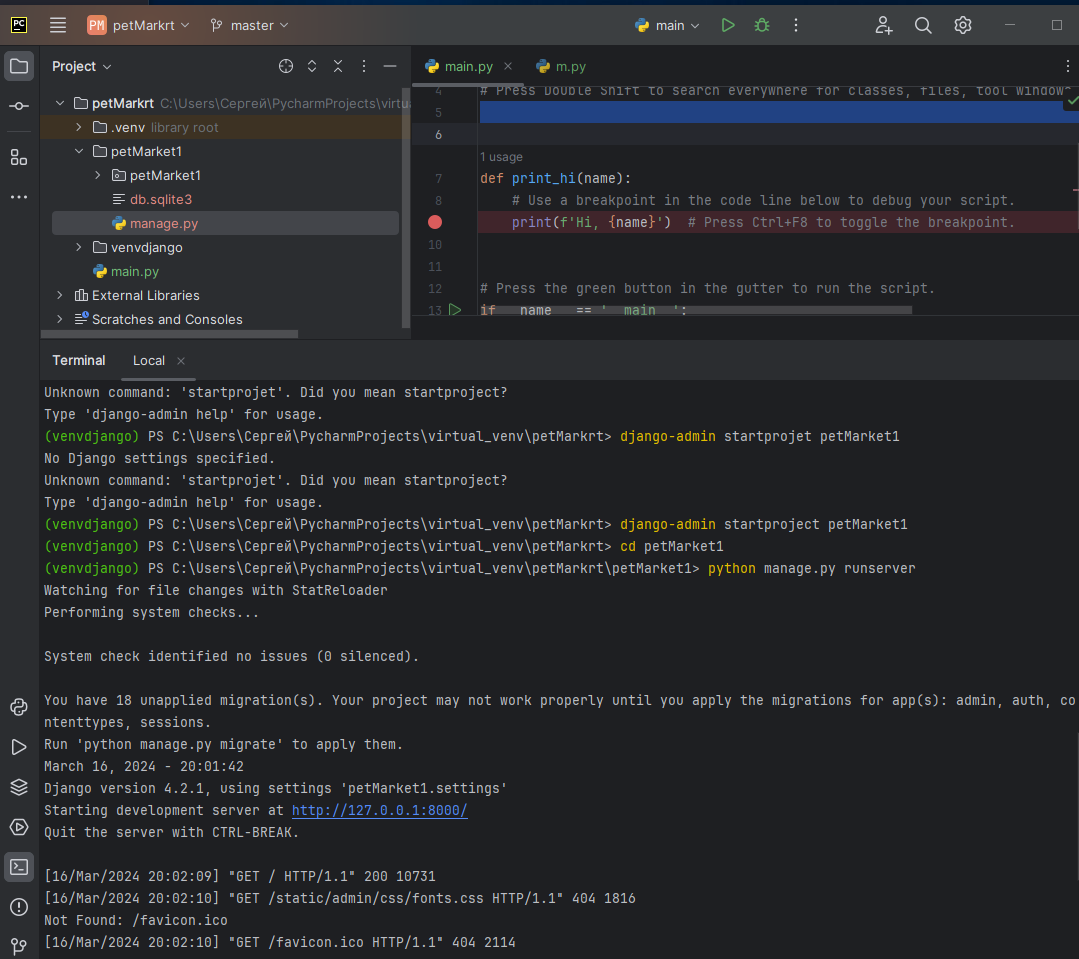 PC
PM petMarkrt master main
Project
main.py m.py
petMarkrt C:\Users\Сергей\PycharmProjects\virtua
.venv library root
petMarket1
petMarket1
db.sqlite3
manage.py
venvdjango
main.py
External Libraries
Scratches and Consoles
4 # Press Double Shift to search everywhere for classes, files, tool windows
5
6
1 usage
7 def print_hi(name):
8 # Use a breakpoint in the code line below to debug your script.
print(f'Hi, {name}') # Press Ctrl+F8 to toggle the breakpoint.
10
11
12 # Press the green button in the gutter to run the script.
13 if __name__ == '__main__':
Terminal Local
Unknown command: 'startprojet'. Did you mean startproject?
Type 'django-admin help' for usage.
(venvdjango) PS C:\Users\Сергей\PycharmProjects\virtual_venv\petMarkrt> django-admin startprojet petMarket1
No Django settings specified.
Unknown command: 'startprojet'. Did you mean startproject?
Type 'django-admin help' for usage.
(venvdjango) PS C:\Users\Сергей\PycharmProjects\virtual_venv\petMarkrt> django-admin startproject petMarket1
(venvdjango) PS C:\Users\Сергей\PycharmProjects\virtual_venv\petMarkrt> cd petMarket1
(venvdjango) PS C:\Users\Сергей\PycharmProjects\virtual_venv\petMarkrt\petMarket1> python manage.py runserver
Watching for file changes with StatReloader
Performing system checks...
System check identified no issues (0 silenced).
You have 18 unapplied migration(s). Your project may not work properly until you apply the migrations for app(s): admin, auth, co
ntenttypes, sessions.
Run 'python manage.py migrate' to apply them.
March 16, 2024 - 20:01:42
Django version 4.2.1, using settings 'petMarket1.settings'
Starting development server at http://127.0.0.1:8000/
Quit the server with CTRL-BREAK.
[16/Mar/2024 20:02:09] "GET / HTTP/1.1" 200 10731
[16/Mar/2024 20:02:10] "GET /static/admin/css/fonts.css HTTP/1.1" 404 1816
Not Found: /favicon.ico
[16/Mar/2024 20:02:10] "GET /favicon.ico HTTP/1.1" 404 2114